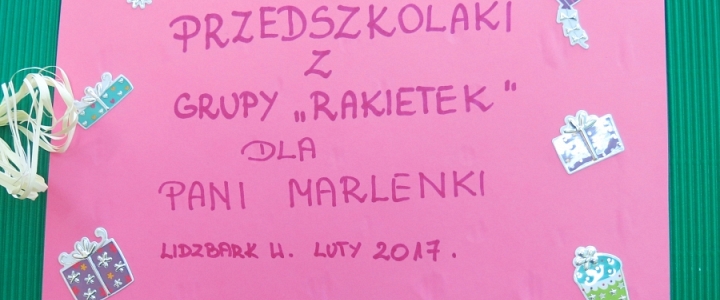 PRZEDSZKOLAKI
Z
GRUPY „RAKIETEK"
DLA
PANI MARLENKI
LIDZBARK W. LUTY 2017.